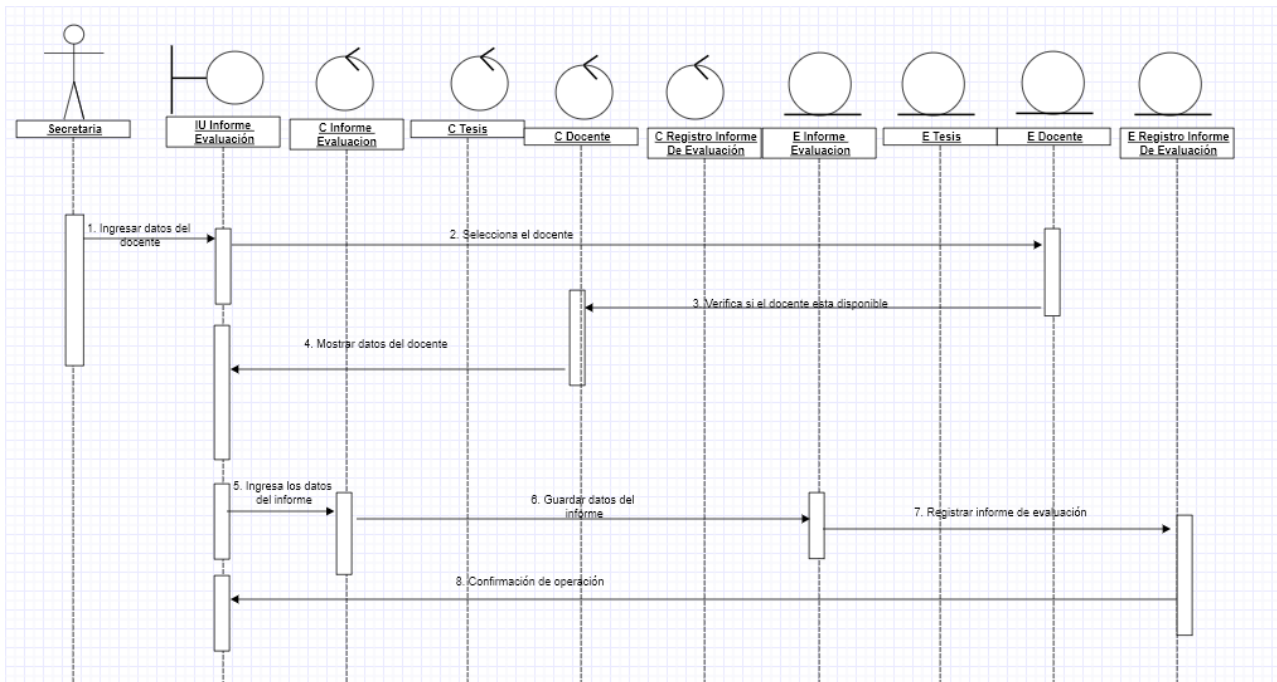 Secretaria
IU Informe
Evaluación
C Informe
Evaluacion
C Tesis
C Docente
C Registro Informe
De Evaluación
E Informe
Evaluacion
E Tesis
E Docente
E Registro Informe
De Evaluación
1. Ingresar datos del
docente
2. Selecciona el docente
3. Verifica si el docente esta disponible
4. Mostrar datos del docente
5. Ingresa los datos
del informe
6. Guardar datos del
informe
7. Registrar informe de evaluación
8. Confirmación de operación